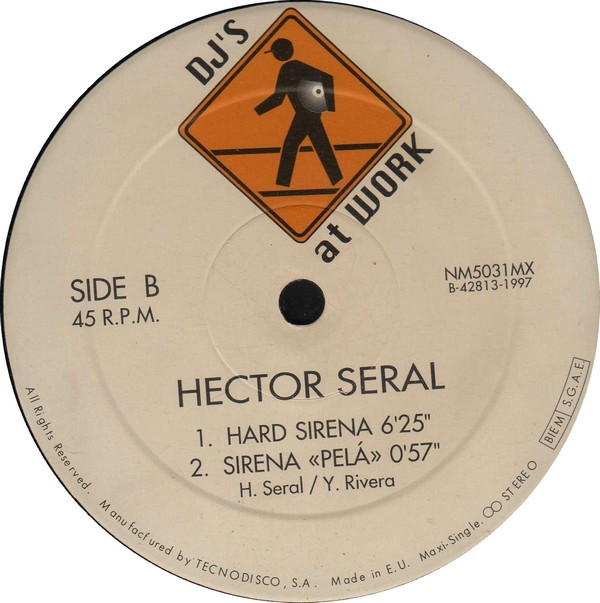 DJ'S
at WORK
SIDE B
45 R.P.M.
NM5031MX
B-42813-1997
HECTOR SERAL
1. HARD SIRENA 6'25"
2. SIRENA «PELÁ» 0'57"
H. Seral / Y. Rivera
All Rights Reserved. Manufactured by TECNODISCO, S.A. Made in E.U. Maxi-Single. STEREO BIEM S.G.A.E.